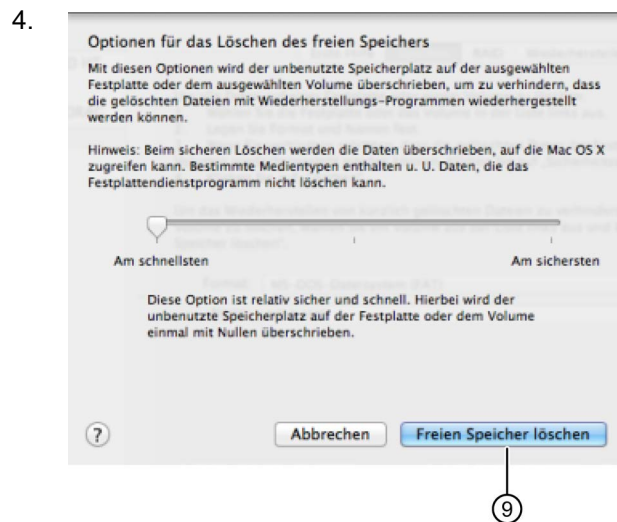 4.
Optionen für das Löschen des freien Speichers
Mit diesen Optionen wird der unbenutzte Speicherplatz auf der ausgewählten
Festplatte oder dem ausgewählten Volume überschrieben, um zu verhindern, dass
die gelöschten Dateien mit Wiederherstellungs-Programmen wiederhergestellt
werden können.
Hinweis: Beim sicheren Löschen werden die Daten überschrieben, auf die Mac OS X
zugreifen kann. Bestimmte Medientypen enthalten u. U. Daten, die das
Festplattendienstprogramm nicht löschen kann.
Am schnellsten Am sichersten
Diese Option ist relativ sicher und schnell. Hierbei wird der
unbenutzte Speicherplatz auf der Festplatte oder dem Volume
einmal mit Nullen überschrieben.
? Abbrechen Freien Speicher löschen
9